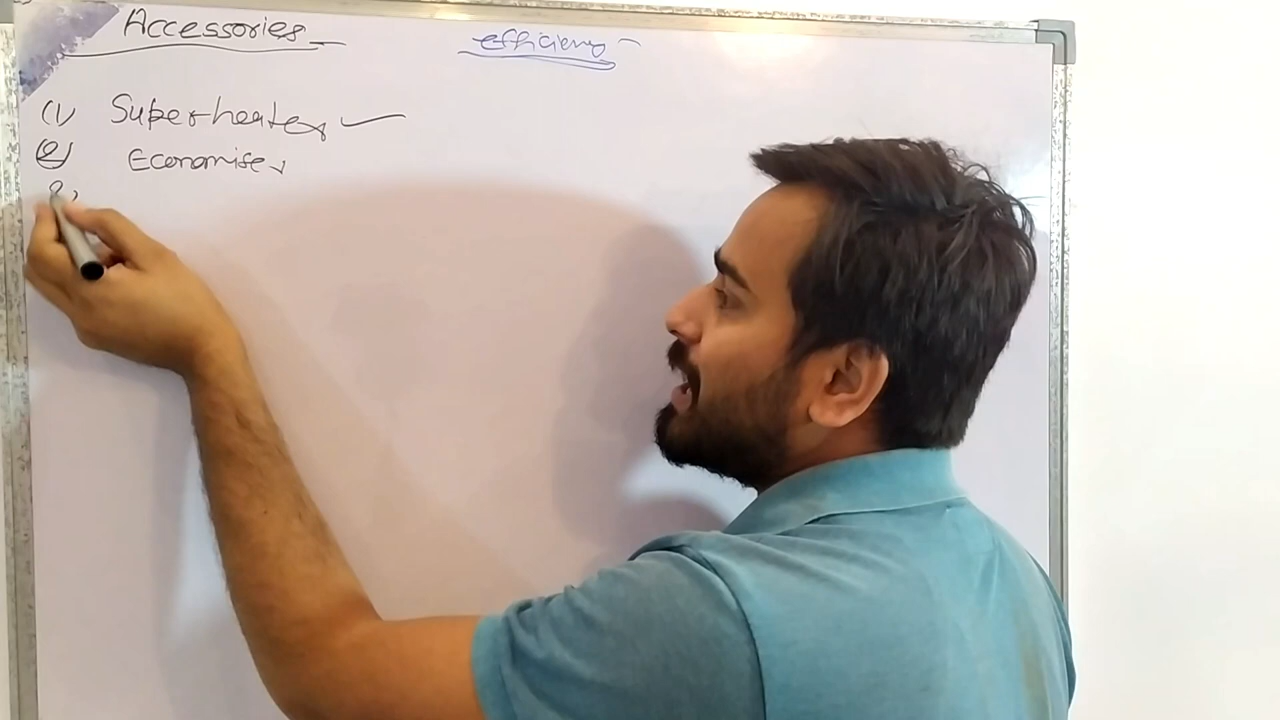 Accessories
efficiency
(1) Superheater
(2) Economiser